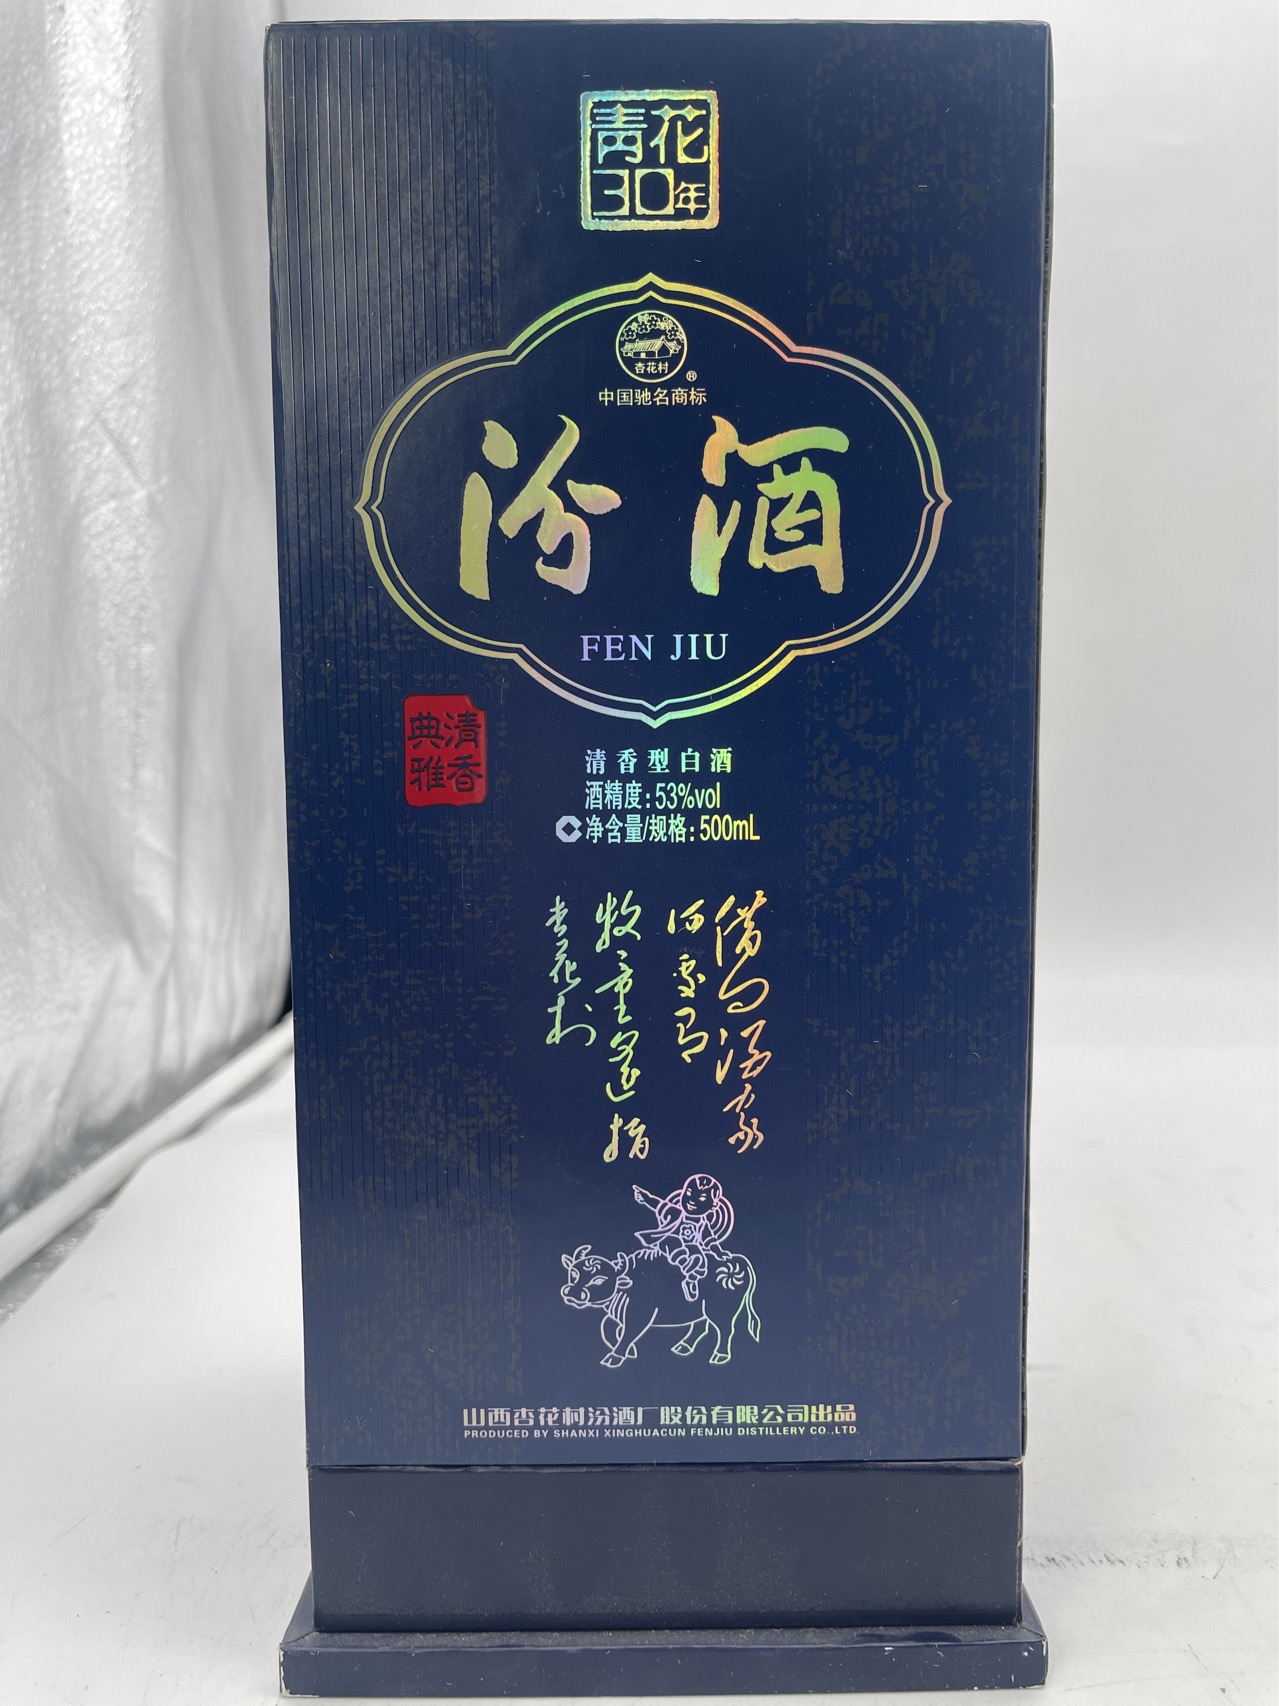 青花
30年
杏花村
®
中国驰名商标
汾酒
FEN JIU
清香
典雅
清香型白酒
酒精度:53%vol
C净含量/规格:500mL
借问酒家
何处有
牧童遥指
杏花村
山西杏花村汾酒厂股份有限公司出品
PRODUCED BY SHANXI XINGHUACUN FENJIU DISTILLERY CO.,LTD.